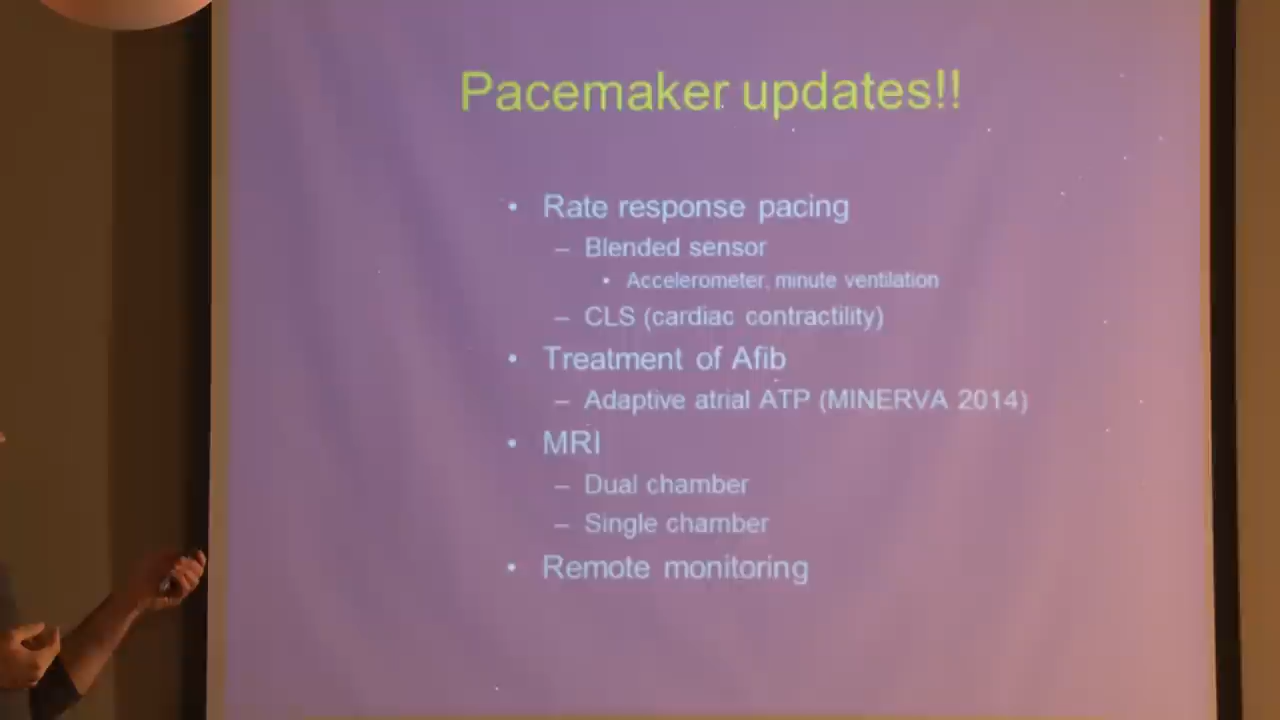 Pacemaker updates!!
• Rate response pacing
– Blended sensor
• Accelerometer, minute ventilation
– CLS (cardiac contractility)
• Treatment of Afib
– Adaptive atrial ATP (MINERVA 2014)
• MRI
– Dual chamber
– Single chamber
• Remote monitoring